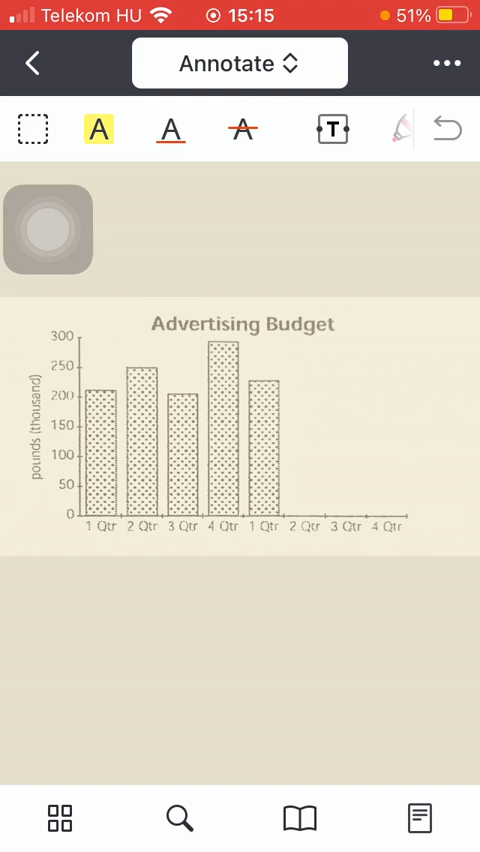 Telekom HU 15:15 51%
Annotate
A A A T
Advertising Budget
pounds (thousand)
300
250
200
150
100
50
0
1 Qtr 2 Qtr 3 Qtr 4 Qtr 1 Qtr 2 Qtr 3 Qtr 4 Qtr